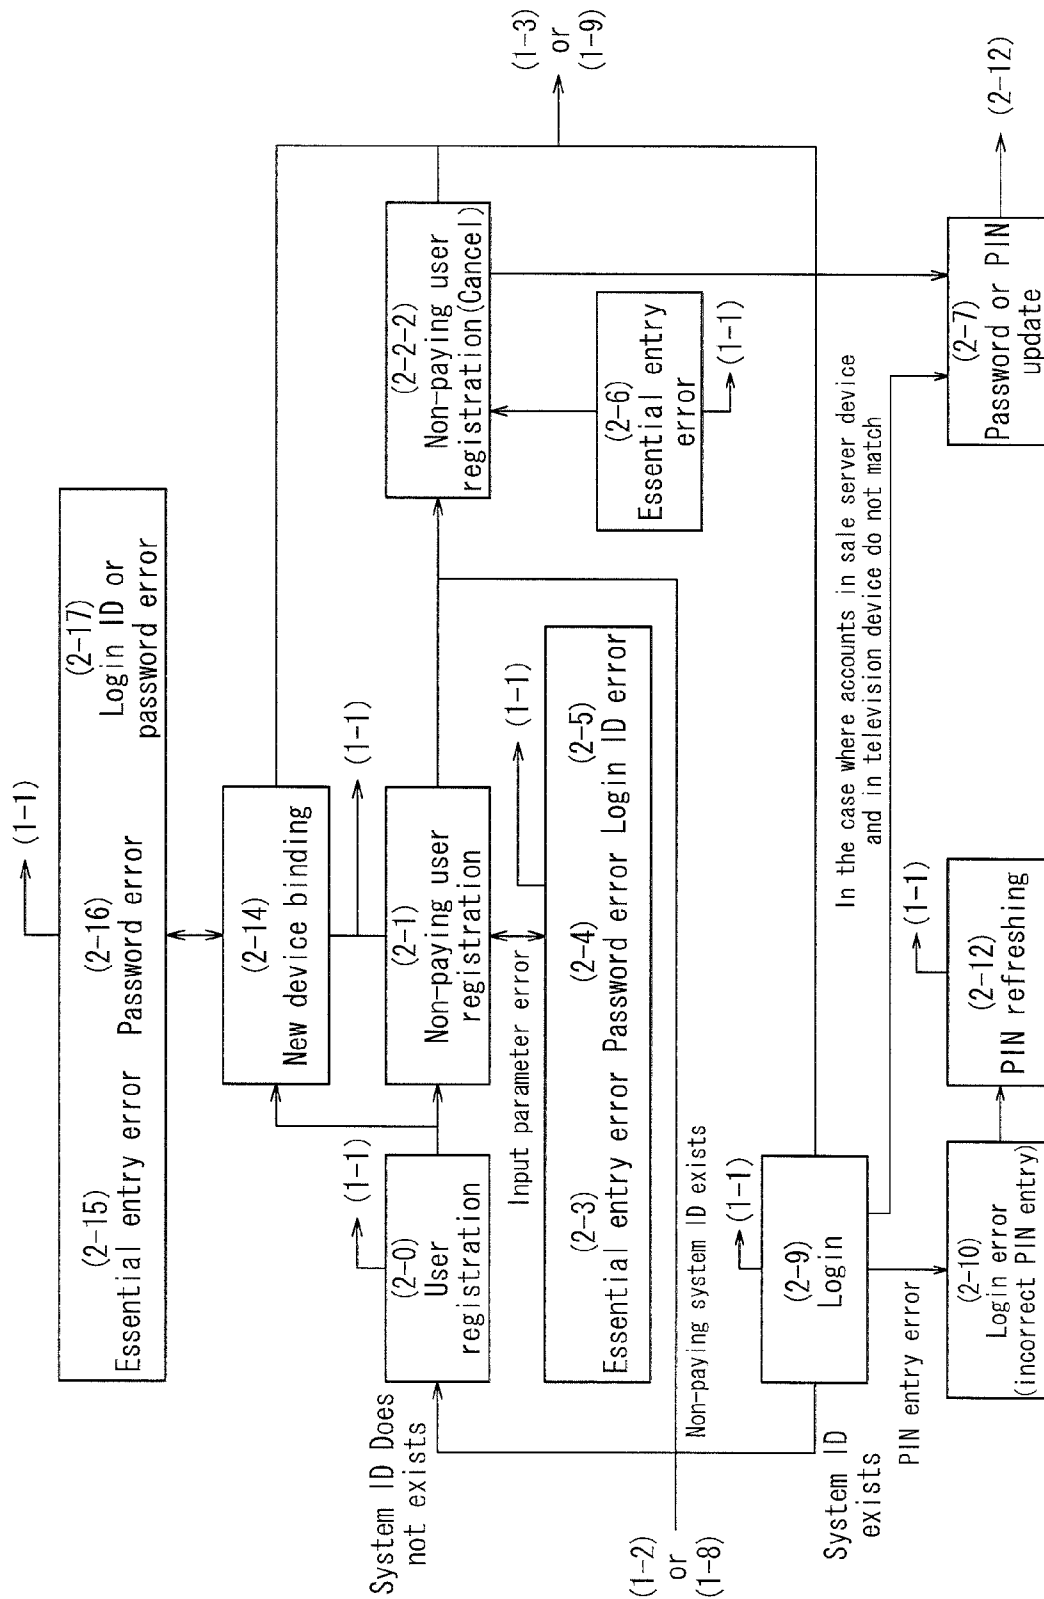 (1-1)
(2-15)
Essential entry error
(2-16)
Password error
(2-17)
Login ID or
password error
(2-14)
New device binding
(1-1)
(1-3)
or
(1-9)
System ID Does
not exists
(1-1)
(2-0)
User
registration
(2-1)
Non-paying user
registration
(2-2-2)
Non-paying user
registration(Cancel)
Input parameter error
(1-1)
(2-3)
Essential entry error
(2-4)
Password error
(2-5)
Login ID error
(2-6)
Essential entry
error
(1-1)
(1-2)
or
(1-8)
Non-paying system ID exists
(1-1)
System ID
exists
(2-9)
Login
In the case where accounts in sale server device
and in television device do not match
PIN entry error
(2-10)
Login error
(incorrect PIN entry)
(1-1)
(2-12)
PIN refreshing
(2-7)
Password or PIN
update
(2-12)